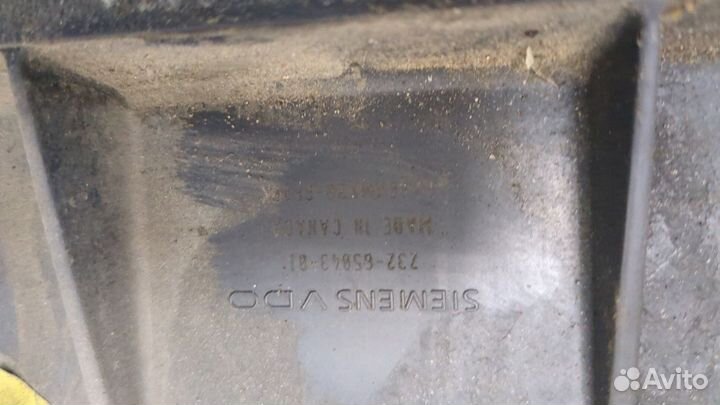 SIEMENS VDO
732-65843-01
MADE IN CANADA
Avito